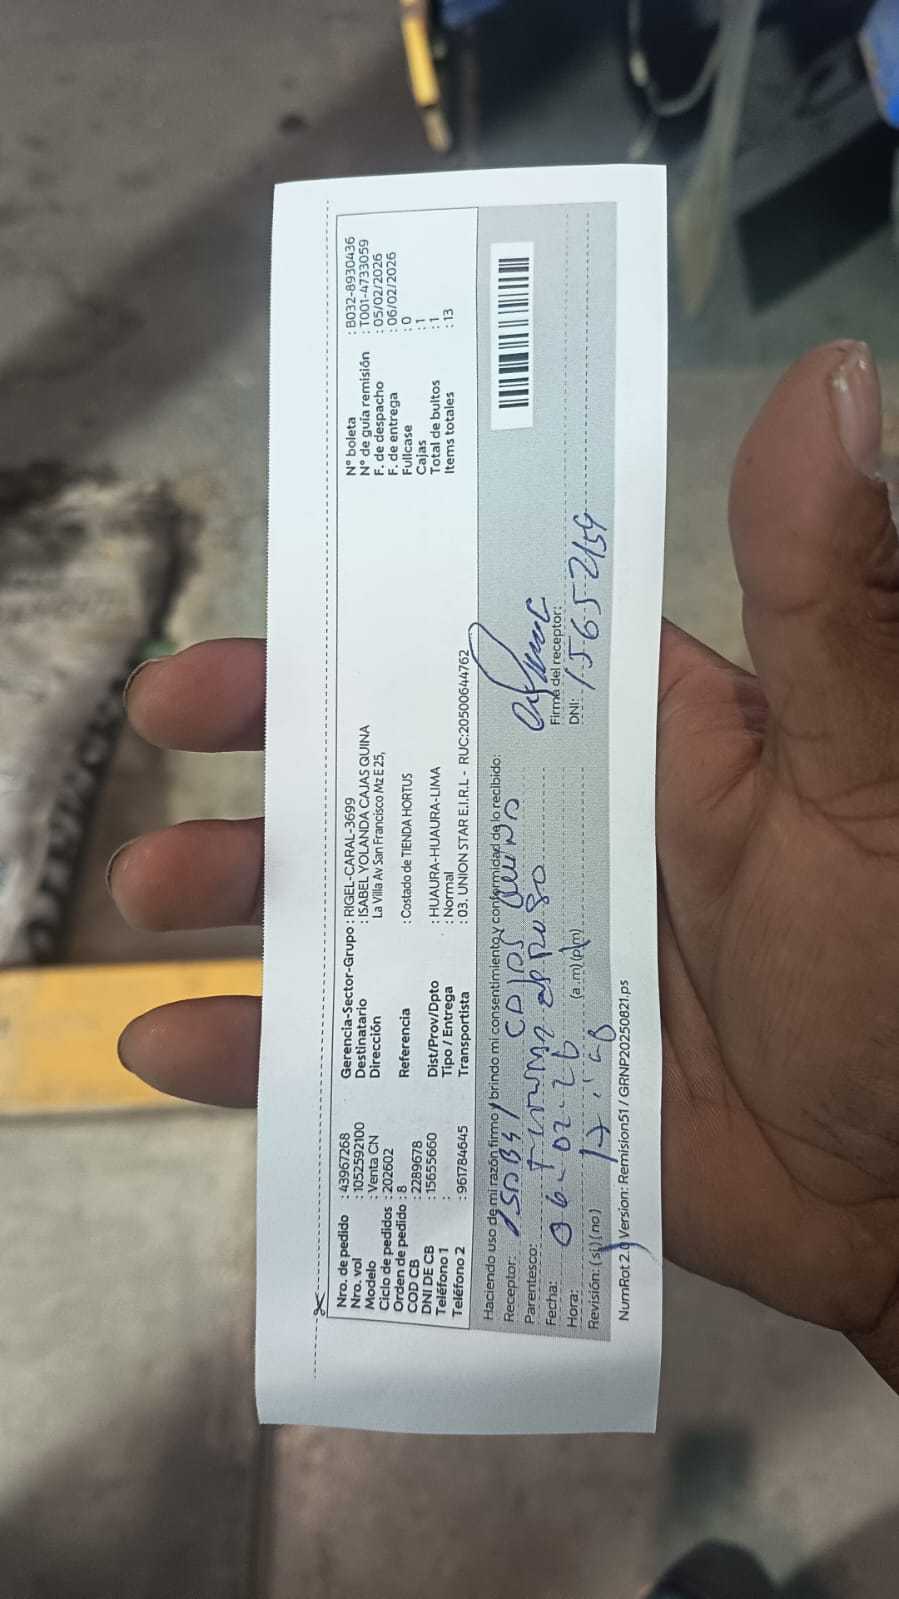 Nro. de pedido : 43967268 Gerencia-Sector-Grupo : RIGEL-CARAL-3699 N° boleta : B032-8930436
Nro. vol : 1052592100 Destinatario : ISABEL YOLANDA CAJAS QUINA N° de guía remisión : T001-4733059
Modelo : Venta CN Dirección La Villa Av San Francisco Mz E 25, F. de despacho : 05/02/2026
Ciclo de pedidos : 202602 F. de entrega : 06/02/2026
Orden de pedido : 8 Referencia : Costado de TIENDA HORTUS Fullcase : 0
COD CB : 2289678 Cajas : 1
DNI DE CB : 15655660 Dist/Prov/Dpto : HUAURA-HUAURA-LIMA Total de bultos : 1
Teléfono 1 : Tipo / Entrega : Normal Items totales : 13
Teléfono 2 : 961784645 Transportista : 03. UNION STAR E.I.R.L - RUC:20500644762
Haciendo uso de mi razón firmo y brindo mi consentimiento y conformidad de lo recibido:
Receptor:
Parentesco:
Fecha: 06-02-26 Firma del receptor:
Hora: (a.m)(p.m) DNI:
Revisión: (si) (no)
NumRot 2.0 Version: Remision51 / GRNP20250821.ps